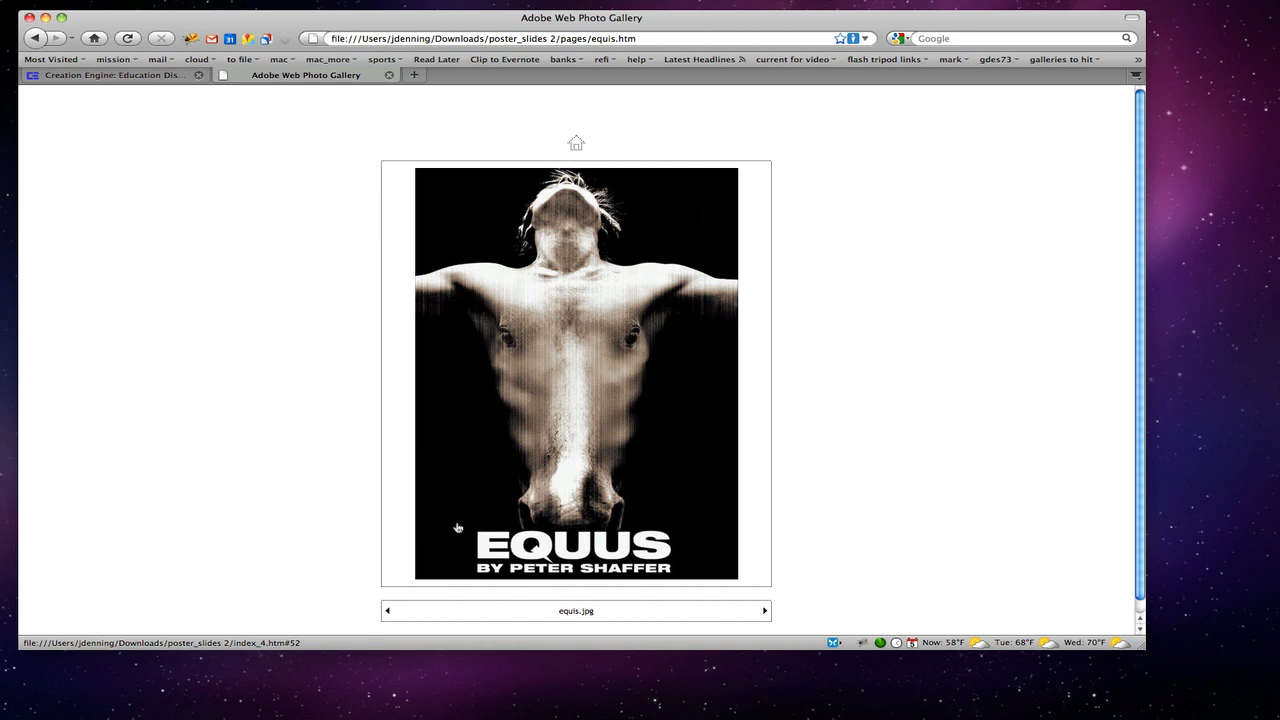 Adobe Web Photo Gallery
file:///Users/jdenning/Downloads/poster_slides 2/pages/equis.htm
Google
Most Visited mission mail cloud to file mac mac_more sports Read Later Clip to Evernote banks refi help Latest Headlines current for video flash tripod links mark gdes73 galleries to hit »
Creation Engine: Education Dis... Adobe Web Photo Gallery +
EQUUS
BY PETER SHAFFER
equis.jpg
file:///Users/jdenning/Downloads/poster_slides 2/index_4.htm#52
5 Now: 58°F Tue: 68°F Wed: 70°F